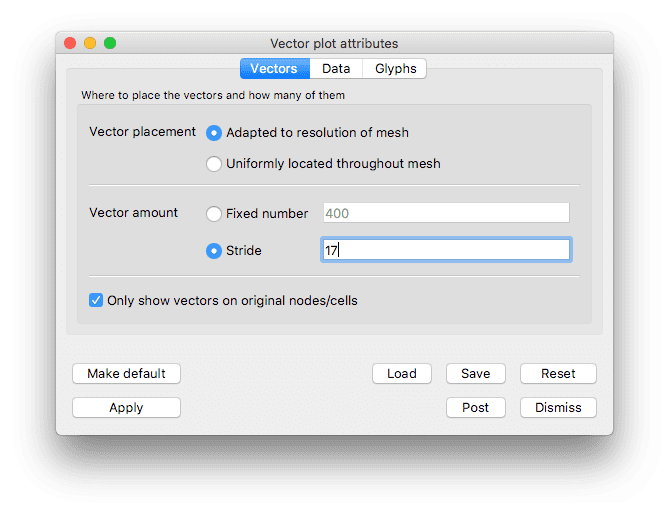 Vector plot attributes
Vectors Data Glyphs
Where to place the vectors and how many of them
Vector placement Adapted to resolution of mesh
Uniformly located throughout mesh
Vector amount Fixed number 400
Stride 17
Only show vectors on original nodes/cells
Make default Load Save Reset
Apply Post Dismiss